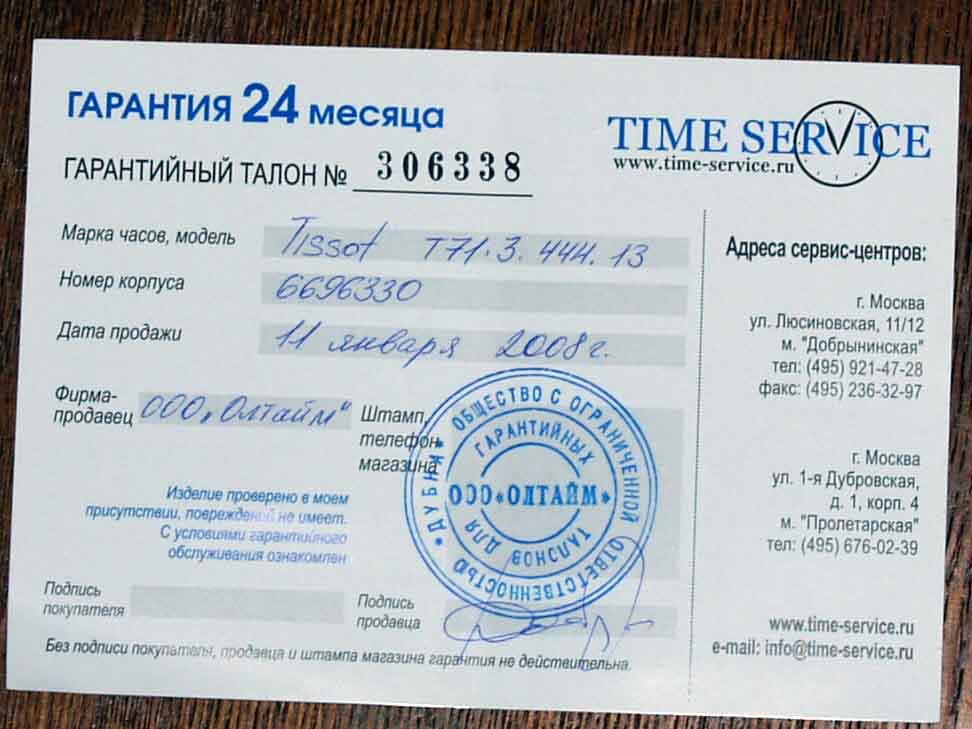 ГАРАНТИЯ 24 месяца
ГАРАНТИЙНЫЙ ТАЛОН № 306338
TIME SERVICE
www.time-service.ru
Марка часов, модель Tissot T71.3.444.13
Номер корпуса 6696330
Дата продажи 11 января 2008г.
Фирма-
продавец ООО „Олтайм"
Штамп,
телефон
магазина
ОБЩЕСТВО С ОГРАНИЧЕННОЙ ОТВЕТСТВЕННОСТЬЮ * ДУБНИ *
ДЛЯ ГАРАНТИЙНЫХ ТАЛОНОВ
ООО «ОЛТАЙМ»
Изделие проверено в моем
присутствии, повреждений не имеет.
С условиями гарантийного
обслуживания ознакомлен
Подпись
покупателя
Подпись
продавца
Без подписи покупателя, продавца и штампа магазина гарантия не действительна.
Адреса сервис-центров:
г. Москва
ул. Люсиновская, 11/12
м. "Добрынинская"
тел: (495) 921-47-28
факс: (495) 236-32-97
г. Москва
ул. 1-я Дубровская,
д. 1, корп. 4
м. "Пролетарская"
тел: (495) 676-02-39
www.time-service.ru
e-mail: info@time-service.ru